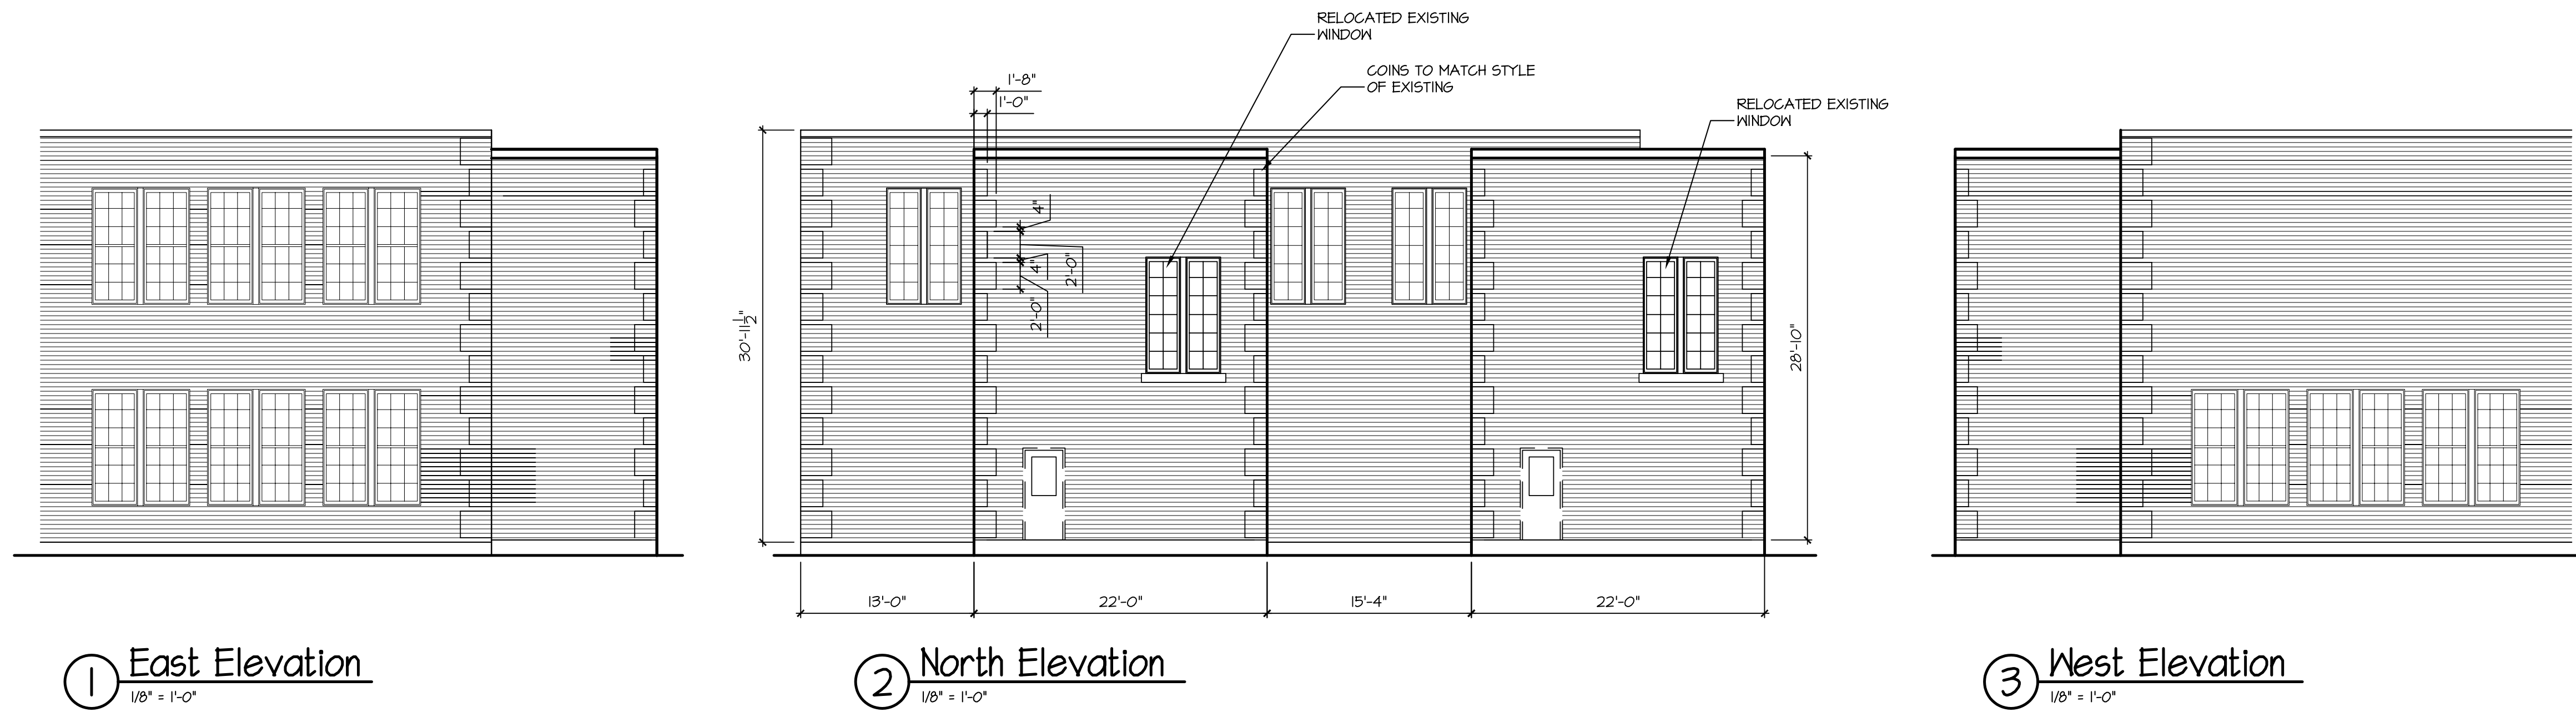 RELOCATED EXISTING
WINDOW
COINS TO MATCH STYLE
OF EXISTING
RELOCATED EXISTING
WINDOW
1'-8"
1'-0"
4"
2'-0"
4"
2'-0"
30'-11 1/2"
28'-10"
13'-0"
22'-0"
15'-4"
22'-0"
1
East Elevation
1/8" = 1'-0"
2
North Elevation
1/8" = 1'-0"
3
West Elevation
1/8" = 1'-0"